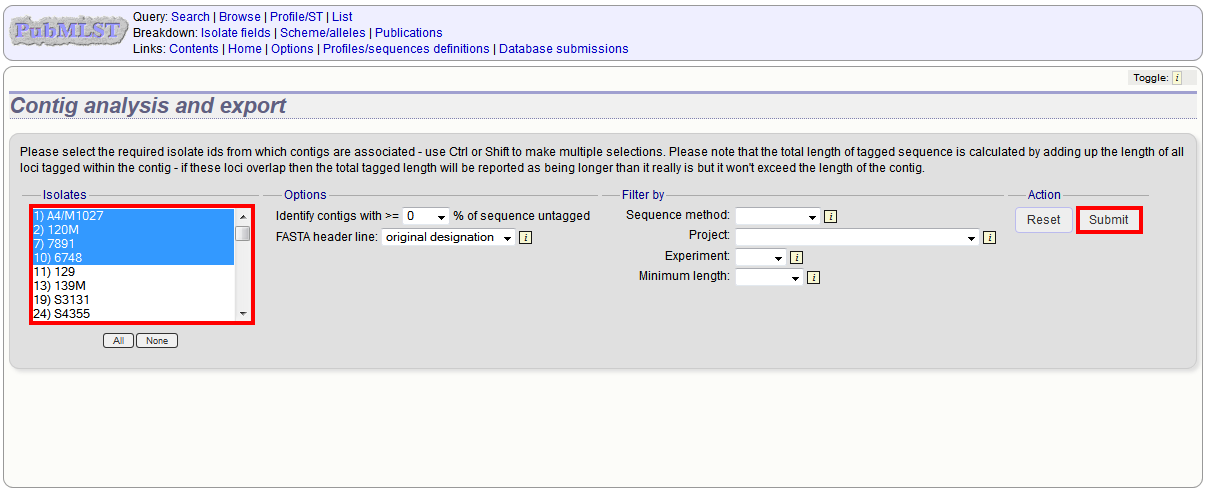 PubMLST
Query: Search | Browse | Profile/ST | List
Breakdown: Isolate fields | Scheme/alleles | Publications
Links: Contents | Home | Options | Profiles/sequences definitions | Database submissions
Toggle: i
Contig analysis and export
Please select the required isolate ids from which contigs are associated - use Ctrl or Shift to make multiple selections. Please note that the total length of tagged sequence is calculated by adding up the length of all
loci tagged within the contig - if these loci overlap then the total tagged length will be reported as being longer than it really is but it won't exceed the length of the contig.
Isolates
1) A4/M1027
2) 120M
7) 7891
10) 6748
11) 129
13) 139M
19) S3131
24) S4355
All None
Options
Identify contigs with >= 0 % of sequence untagged
FASTA header line: original designation i
Filter by
Sequence method: i
Project: i
Experiment: i
Minimum length: i
Action
Reset Submit